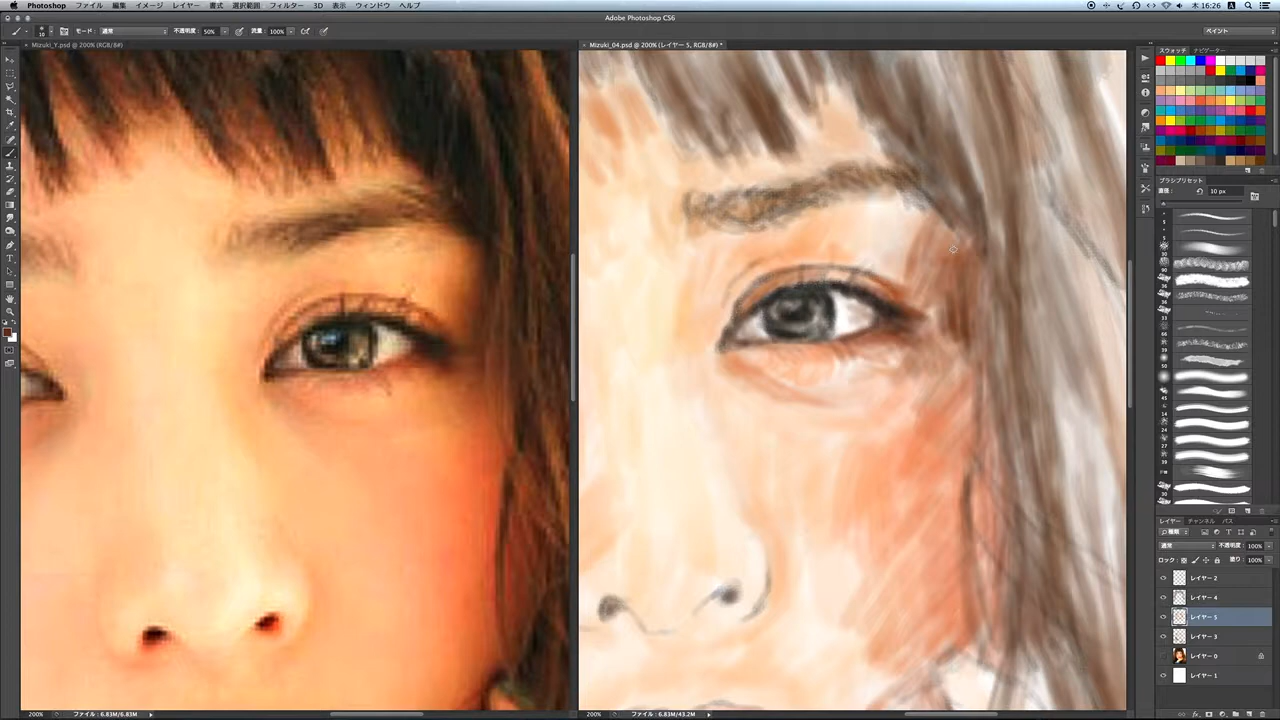 Photoshop ファイル 編集 イメージ レイヤー 書式 選択範囲 フィルター 3D 表示 ウィンドウ ヘルプ 木 16:26
Adobe Photoshop CS6
10 モード: 通常 不透明度: 50% 流量: 100% ペイント
Mizuki_Y.psd @ 200% (RGB/8#)
Mizuki_04.psd @ 200% (レイヤー 5, RGB/8#) *
スウォッチ ナビゲーター
ブラシプリセット
直径: 10 px
レイヤー チャンネル パス
種類
通常 不透明度: 100%
ロック: 塗り: 100%
レイヤー 2
レイヤー 4
レイヤー 5
レイヤー 3
レイヤー 0
レイヤー 1
200% ファイル : 6.83M/6.83M
200% ファイル : 6.83M/43.2M